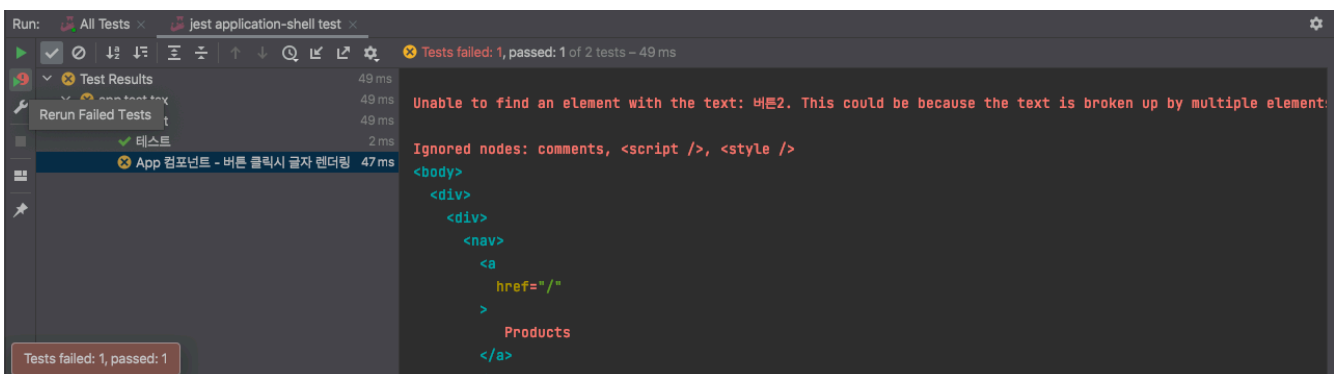 Run: All Tests × jest application-shell test ×
Tests failed: 1, passed: 1 of 2 tests – 49 ms
Test Results 49 ms
49 ms
Rerun Failed Tests 49 ms
테스트 2 ms
App 컴포넌트 - 버튼 클릭시 글자 렌더링 47 ms
Unable to find an element with the text: 버튼2. This could be because the text is broken up by multiple element
Ignored nodes: comments, <script />, <style />
<body>
<div>
<div>
<nav>
<a
href="/"
>
Products
</a>
Tests failed: 1, passed: 1